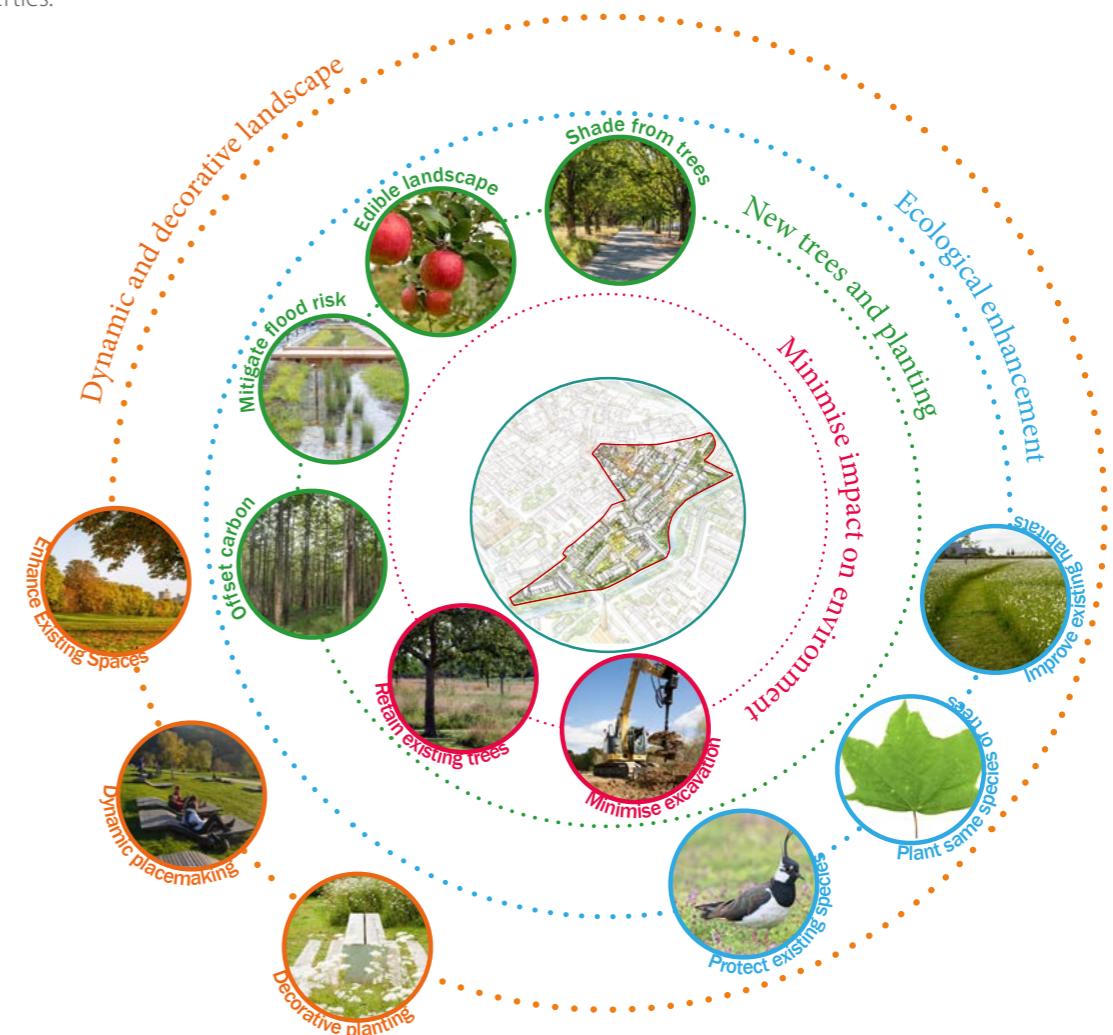 Dynamic and decorative landscape
Shade from trees
Edible landscape
New trees and planting
Ecological enhancement
Mitigate flood risk
Minimise impact on environment
Offset carbon
Improve existing habitats
Enhance Existing Spaces
Retain existing trees
Minimise excavation
Plant same species of trees
Dynamic placemaking
Protect existing species
Decorative planting